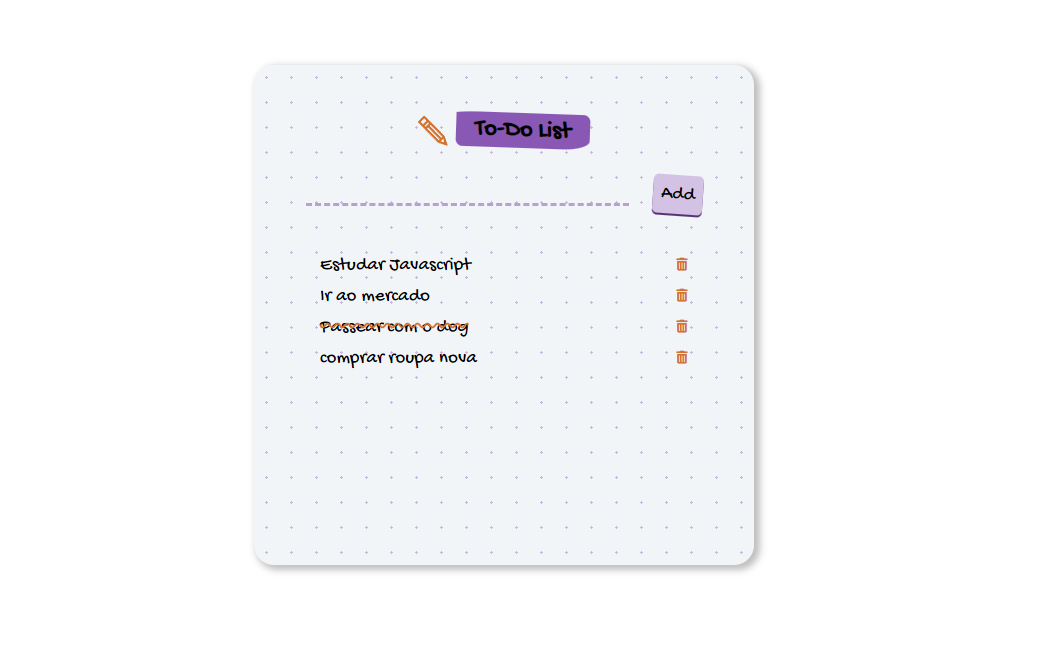 To-Do List
Add
Estudar Javascript
Ir ao mercado
Passear com o dog
comprar roupa nova